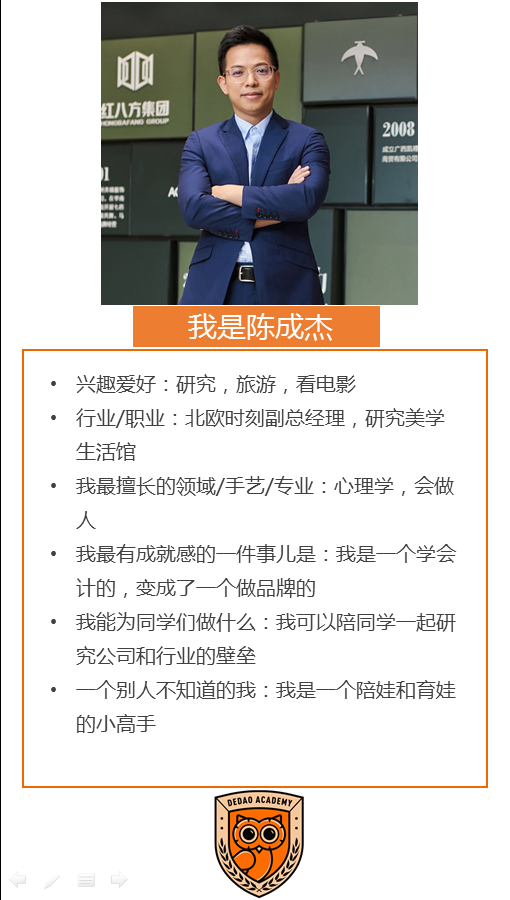 红八方集团
HONGBAFANG GROUP
2008
我是陈成杰
• 兴趣爱好：研究，旅游，看电影
• 行业/职业：北欧时刻副总经理，研究美学
生活馆
• 我最擅长的领域/手艺/专业：心理学，会做
人
• 我最有成就感的一件事儿是：我是一个学会
计的，变成了一个做品牌的
• 我能为同学们做什么：我可以陪同学一起研
究公司和行业的壁垒
• 一个别人不知道的我：我是一个陪娃和育娃
的小高手
DEDAO ACADEMY